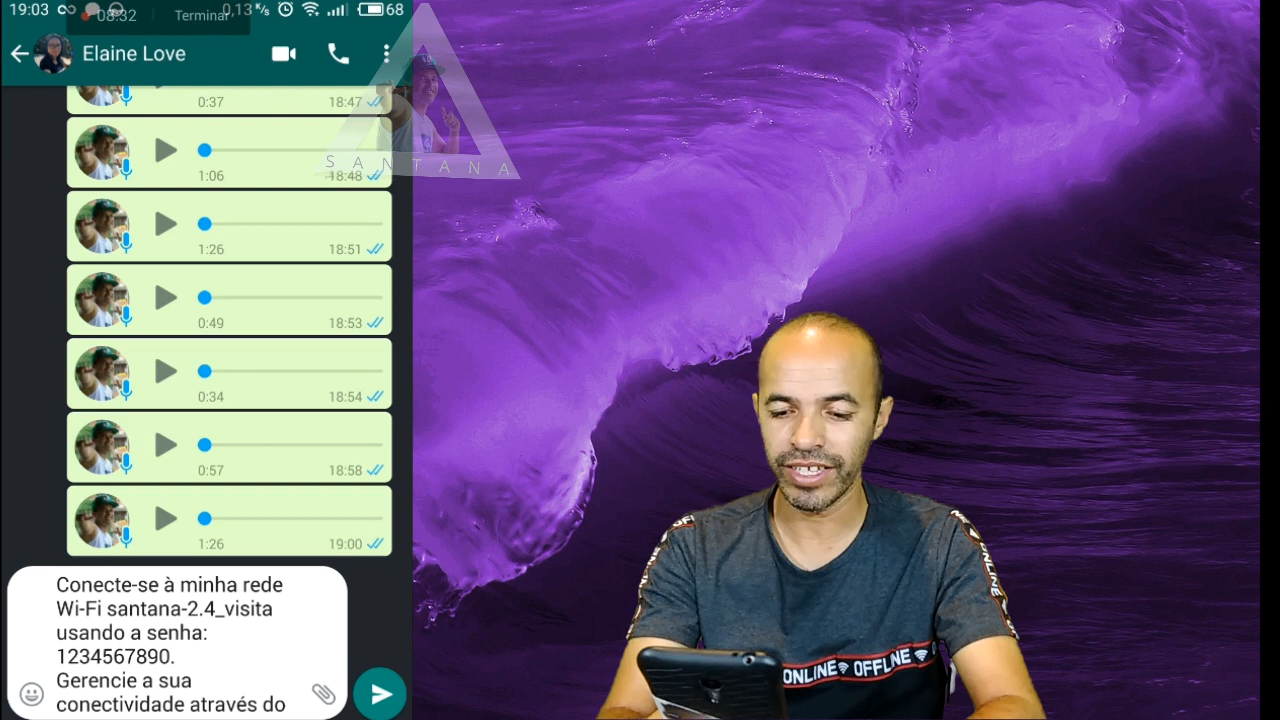 19:03
0,13 K/s
68
08:32
Terminar
Elaine Love
0:37 18:47
1:06 18:48
1:26 18:51
0:49 18:53
0:34 18:54
0:57 18:58
1:26 19:00
Conecte-se à minha rede
Wi-Fi santana-2.4_visita
usando a senha:
1234567890.
Gerencie a sua
conectividade através do
SANTANA
ONLINE OFFLINE
ONLINE